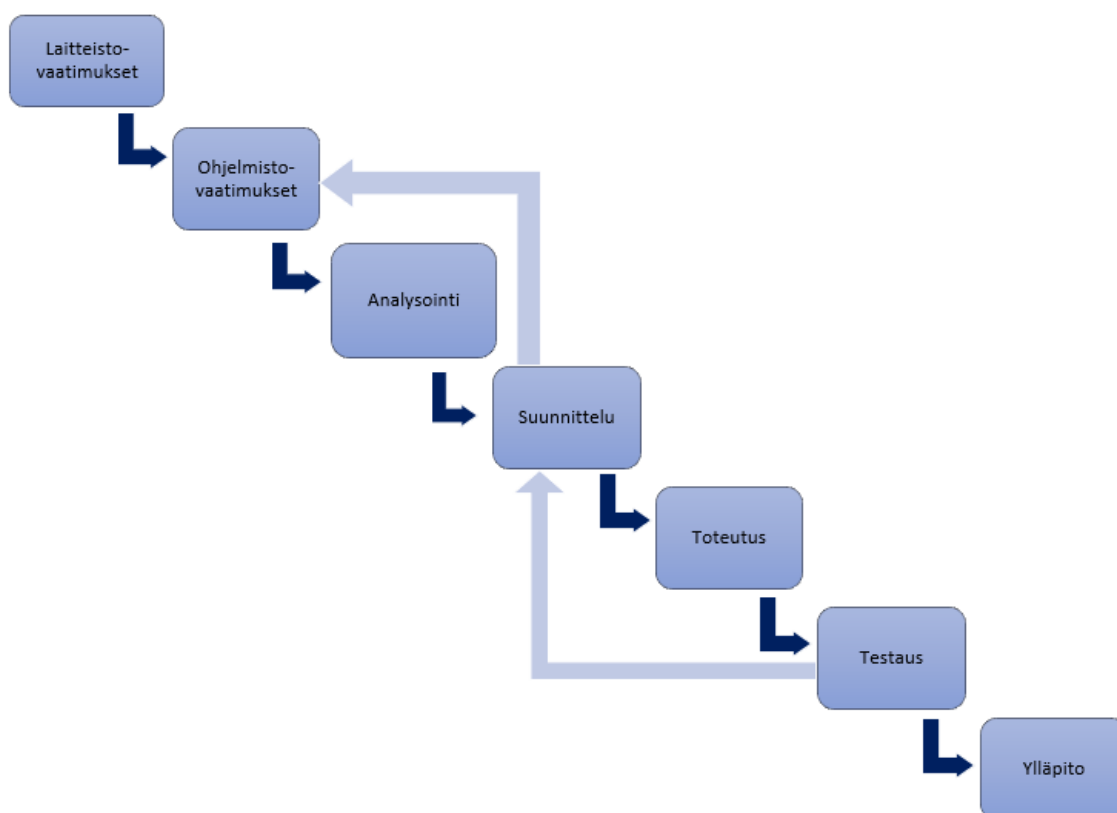 Laitteisto-
vaatimukset
Ohjelmisto-
vaatimukset
Analysointi
Suunnittelu
Toteutus
Testaus
Ylläpito